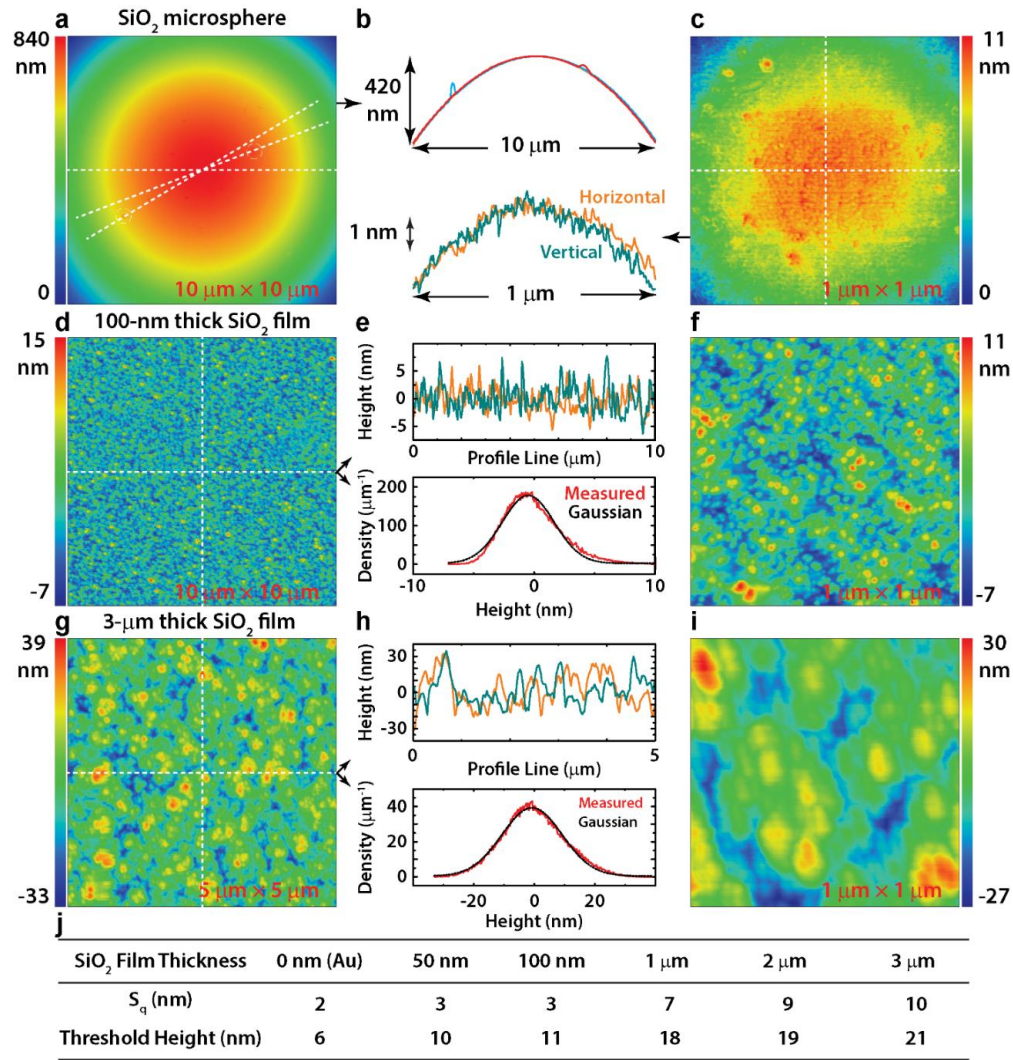 a SiO₂ microsphere b c
840
nm
0
10 μm × 10 μm
420
nm
10 μm
Horizontal
1 nm
Vertical
1 μm
11
nm
0
1 μm × 1 μm
d 100-nm thick SiO₂ film e f
15
nm
-7
10 μm × 10 μm
Height (nm)
5
0
-5
0 10
Profile Line (μm)
Density (μm⁻¹)
200
100
0
Measured
Gaussian
-10 0 10
Height (nm)
11
nm
-7
1 μm × 1 μm
g 3-μm thick SiO₂ film h i
39
nm
-33
5 μm × 5 μm
Height (nm)
30
0
-30
0 5
Profile Line (μm)
Density (μm⁻¹)
40
20
0
Measured
Gaussian
-20 0 20
Height (nm)
30
nm
-27
1 μm × 1 μm
j
SiO₂ Film Thickness 0 nm (Au) 50 nm 100 nm 1 μm 2 μm 3 μm
S_q (nm) 2 3 3 7 9 10
Threshold Height (nm) 6 10 11 18 19 21